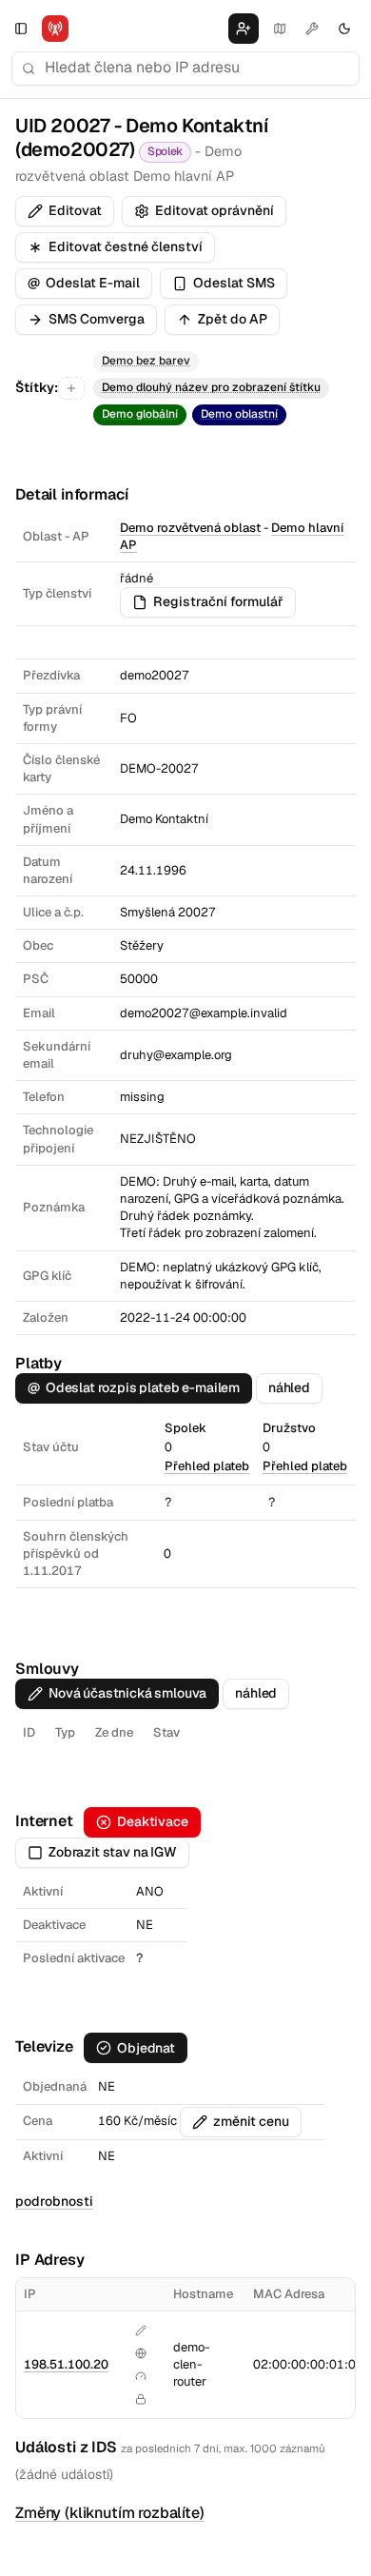 Hledat člena nebo IP adresu
UID 20027 - Demo Kontaktní
(demo20027) Spolek - Demo
rozvětvená oblast Demo hlavní AP
Editovat
Editovat oprávnění
Editovat čestné členství
@ Odeslat E-mail
Odeslat SMS
SMS Comverga
Zpět do AP
Štítky:
+
Demo bez barev
Demo dlouhý název pro zobrazení štítku
Demo globální
Demo oblastní
Detail informací
Oblast - AP
Demo rozvětvená oblast - Demo hlavní
AP
Typ členství
řádné
Registrační formulář
Přezdívka
demo20027
Typ právní
formy
FO
Číslo členské
karty
DEMO-20027
Jméno a
příjmení
Demo Kontaktní
Datum
narození
24.11.1996
Ulice a č.p.
Smyšlená 20027
Obec
Stěžery
PSČ
50000
Email
demo20027@example.invalid
Sekundární
email
druhy@example.org
Telefon
missing
Technologie
připojení
NEZJIŠTĚNO
Poznámka
DEMO: Druhý e-mail, karta, datum
narození, GPG a víceřádková poznámka.
Druhý řádek poznámky.
Třetí řádek pro zobrazení zalomení.
GPG klíč
DEMO: neplatný ukázkový GPG klíč,
nepoužívat k šifrování.
Založen
2022-11-24 00:00:00
Platby
@ Odeslat rozpis plateb e-mailem
náhled
Stav účtu
Spolek
0
Přehled plateb
Družstvo
0
Přehled plateb
Poslední platba
?
?
Souhrn členských
příspěvků od
1.11.2017
0
Smlouvy
Nová účastnická smlouva
náhled
ID Typ Ze dne Stav
Internet
Deaktivace
Zobrazit stav na IGW
Aktivní
ANO
Deaktivace
NE
Poslední aktivace
?
Televize
Objednat
Objednaná
NE
Cena
160 Kč/měsíc
změnit cenu
Aktivní
NE
podrobnosti
IP Adresy
IP Hostname MAC Adresa
198.51.100.20
demo-
clen-
router
02:00:00:00:01:0
Události z IDS za posledních 7 dní, max. 1000 záznamů
(žádné události)
Změny (kliknutím rozbalíte)